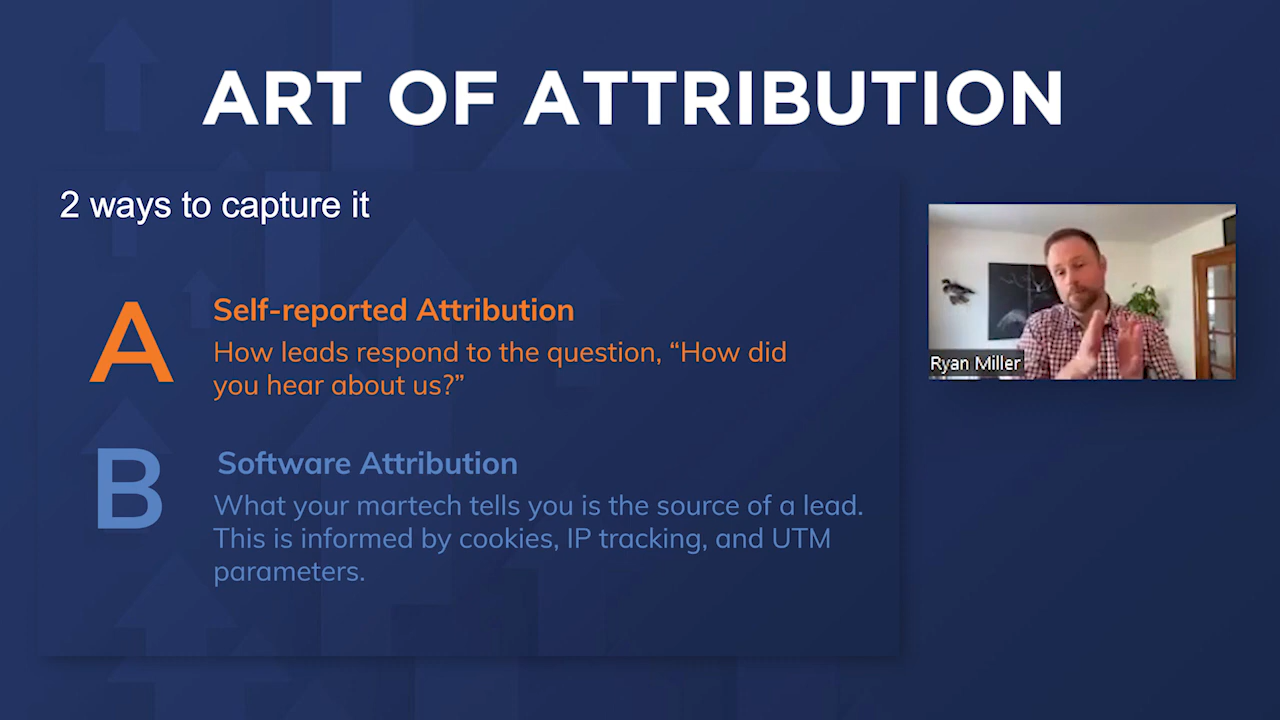 ART OF ATTRIBUTION
2 ways to capture it
A
Self-reported Attribution
How leads respond to the question, “How did
you hear about us?”
B
Software Attribution
What your martech tells you is the source of a lead.
This is informed by cookies, IP tracking, and UTM
parameters.
Ryan Miller